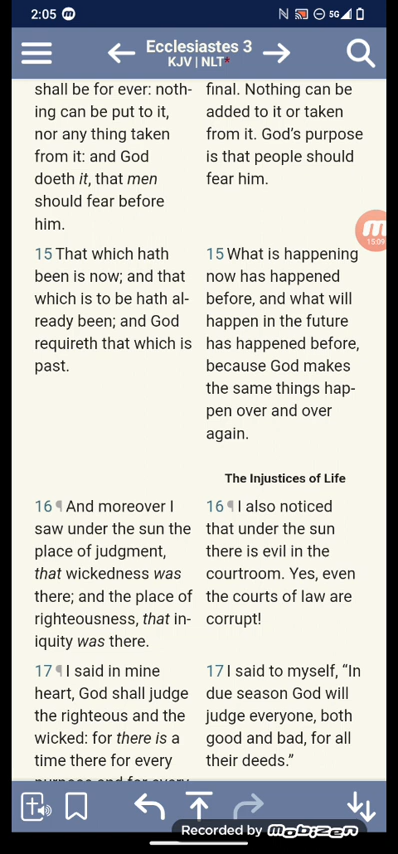 2:05 m 5G
Ecclesiastes 3
KJV | NLT*
shall be for ever: noth-
ing can be put to it,
nor any thing taken
from it: and God
doeth it, that men
should fear before
him.
final. Nothing can be
added to it or taken
from it. God’s purpose
is that people should
fear him.
m
15:09
15 That which hath
been is now; and that
which is to be hath al-
ready been; and God
requireth that which is
past.
15 What is happening
now has happened
before, and what will
happen in the future
has happened before,
because God makes
the same things hap-
pen over and over
again.
The Injustices of Life
16 ¶ And moreover I
saw under the sun the
place of judgment,
that wickedness was
there; and the place of
righteousness, that in-
iquity was there.
16 ¶ I also noticed
that under the sun
there is evil in the
courtroom. Yes, even
the courts of law are
corrupt!
17 ¶ I said in mine
heart, God shall judge
the righteous and the
wicked: for there is a
time there for every
purpose and for every
17 I said to myself, “In
due season God will
judge everyone, both
good and bad, for all
their deeds.”
Recorded by mobizen